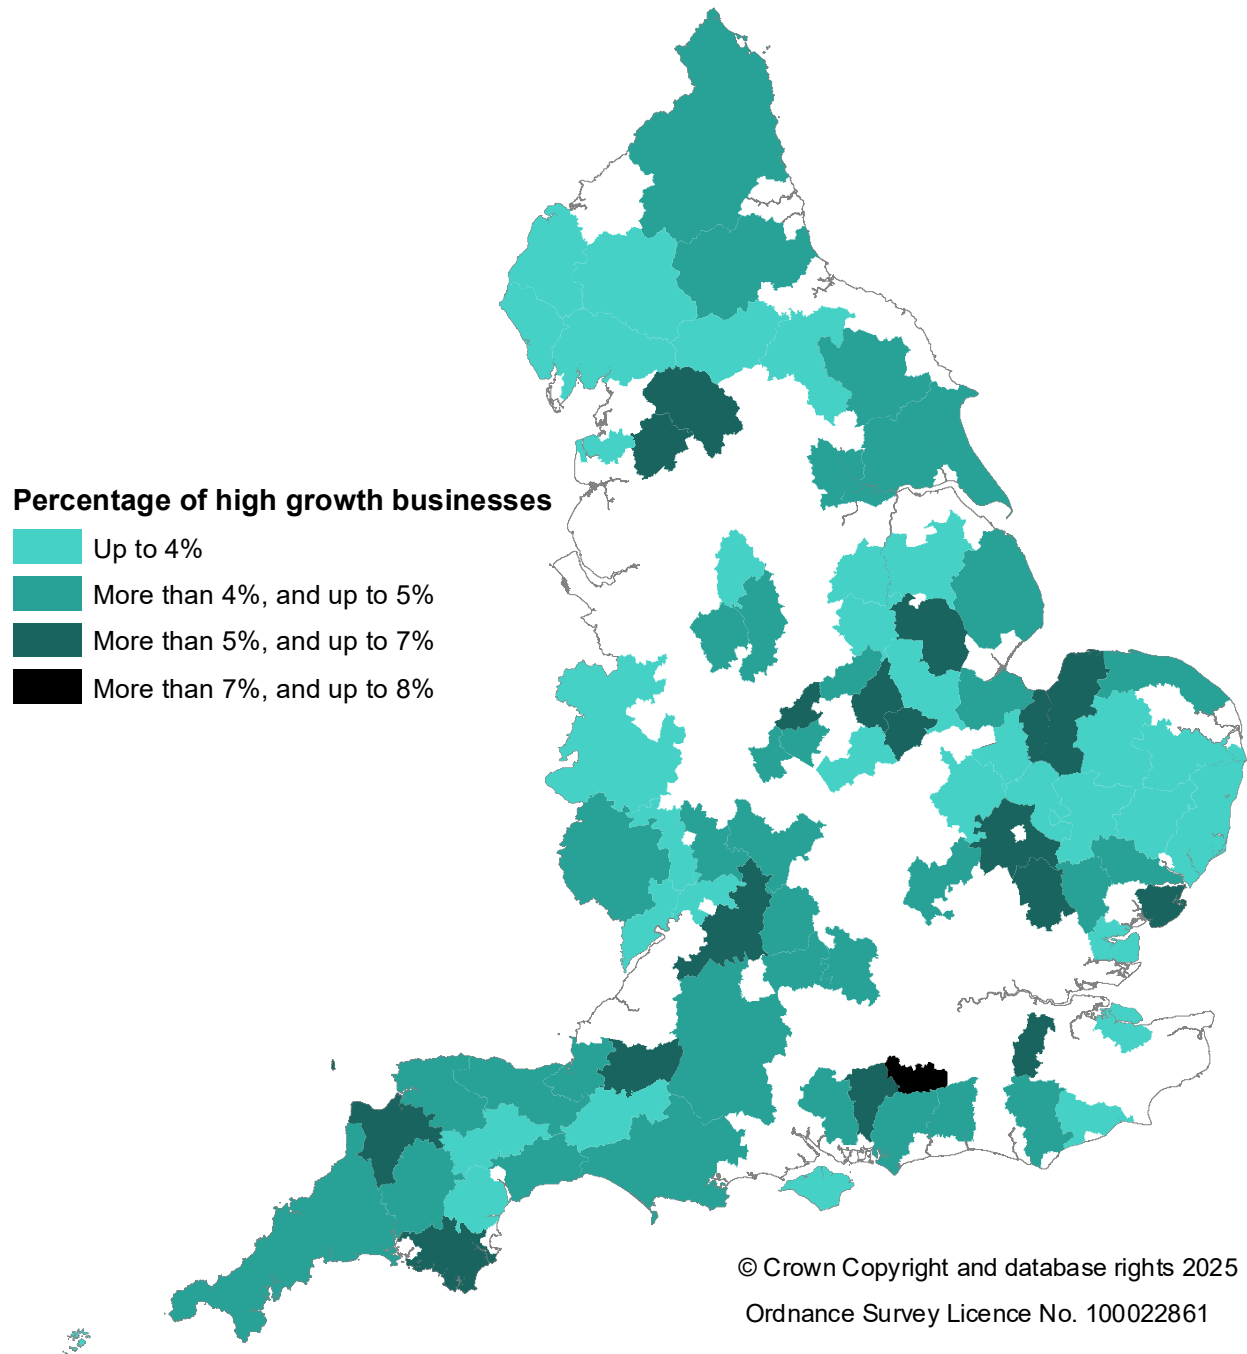 Percentage of high growth businesses
Up to 4%
More than 4%, and up to 5%
More than 5%, and up to 7%
More than 7%, and up to 8%
© Crown Copyright and database rights 2025
Ordnance Survey Licence No. 100022861